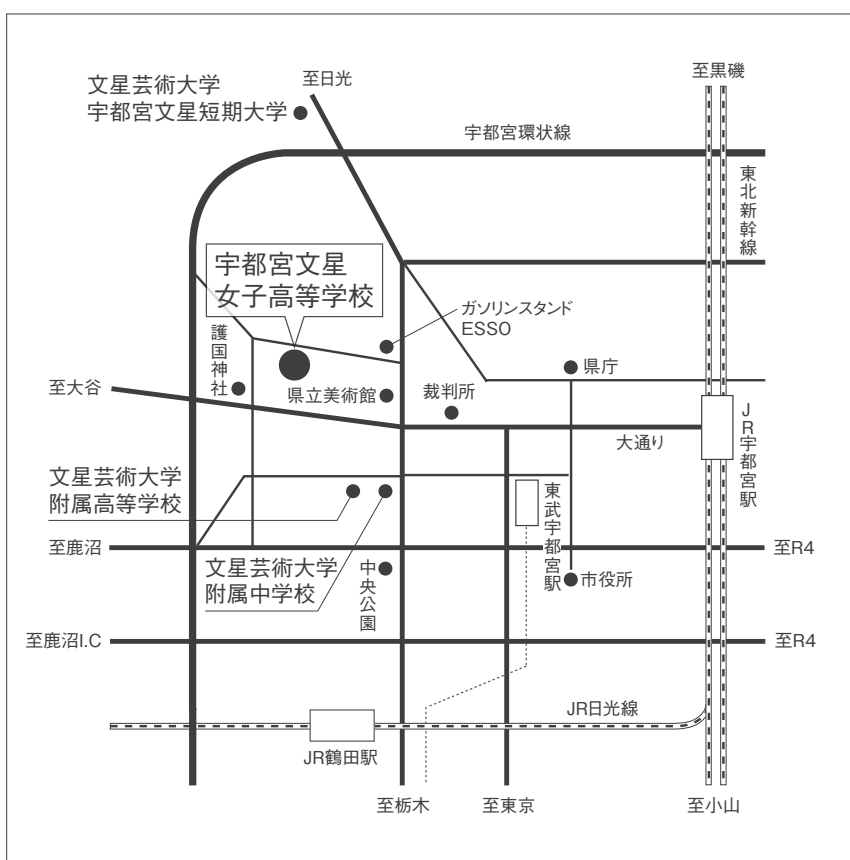 至黒磯
至日光
文星芸術大学
宇都宮文星短期大学
宇都宮環状線
東北新幹線
宇都宮文星
女子高等学校
ガソリンスタンド
ESSO
護国神社
県庁
至大谷
県立美術館
裁判所
JR宇都宮駅
大通り
文星芸術大学
附属高等学校
東武宇都宮駅
至鹿沼
至R4
文星芸術大学
附属中学校
中央公園
市役所
至鹿沼I.C
至R4
JR日光線
JR鶴田駅
至栃木
至東京
至小山